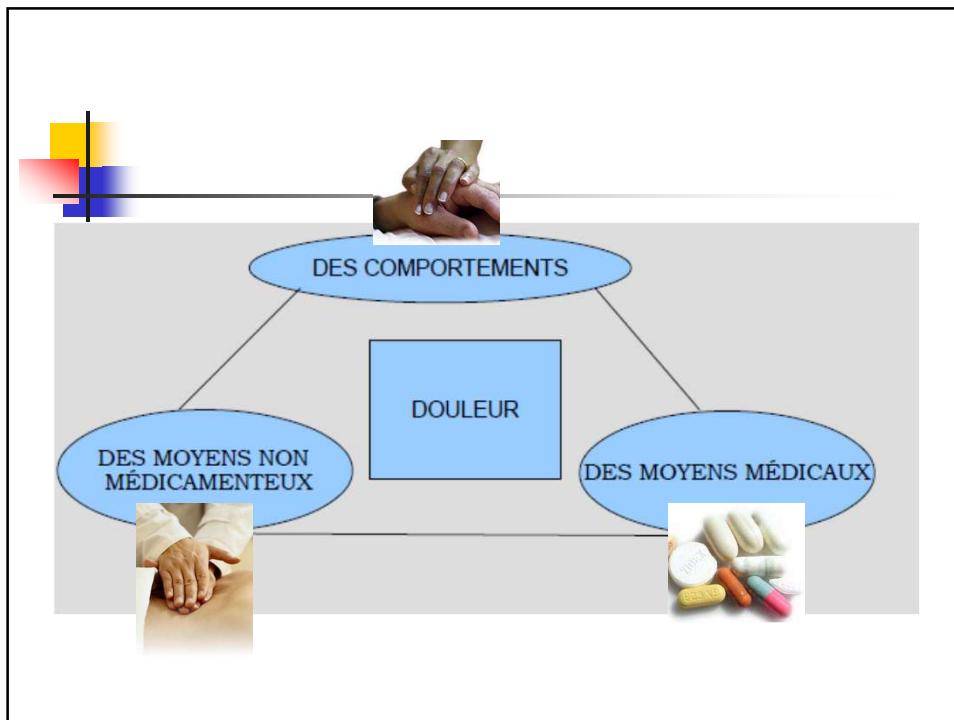 DES COMPORTEMENTS
DOULEUR
DES MOYENS NON
MÉDICAMENTEUX
DES MOYENS MÉDICAUX